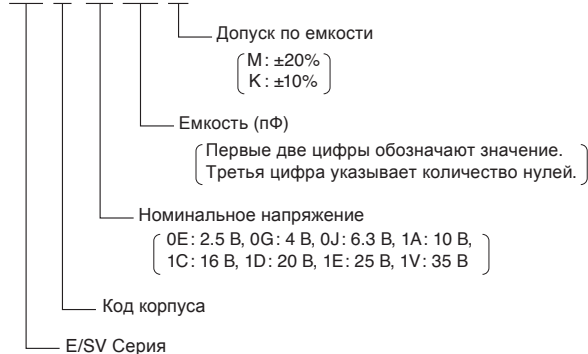 Допуск по емкости
M: ±20%
K: ±10%
Емкость (пФ)
Первые две цифры обозначают значение.
Третья цифра указывает количество нулей.
Номинальное напряжение
0E: 2.5 В, 0G: 4 В, 0J: 6.3 В, 1A: 10 В,
1C: 16 В, 1D: 20 В, 1E: 25 В, 1V: 35 В
Код корпуса
E/SV Серия